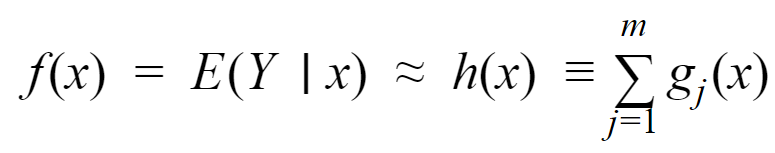 f(x) = E(Y | x) ≈ h(x) ≡ ∑_{j=1}^{m} g_j(x)